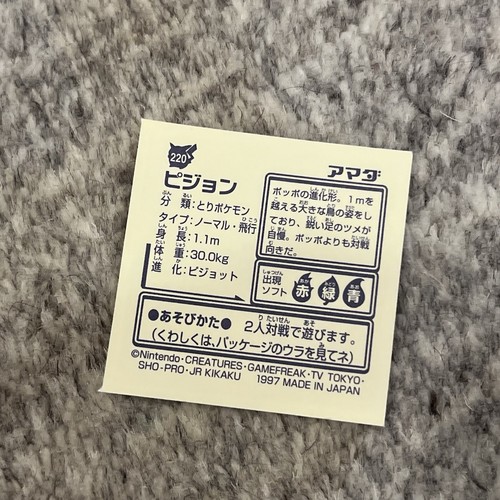 220
アマダ
ピジョン
分類：とりポケモン
タイプ：ノーマル・飛行
身長：1.1m
体重：30.0kg
進化：ピジョット
ポッポの進化形。1mを
越える大きな鳥の姿をし
ており、鋭い足のツメが
自慢。ポッポよりも対戦
向きだ。
出現
ソフト 赤 緑 青
●あそびかた● 2人対戦で遊びます。
（くわしくは、パッケージのウラを見てネ）
©Nintendo・CREATURES・GAMEFREAK・TV TOKYO・
SHO-PRO・JR KIKAKU 1997 MADE IN JAPAN